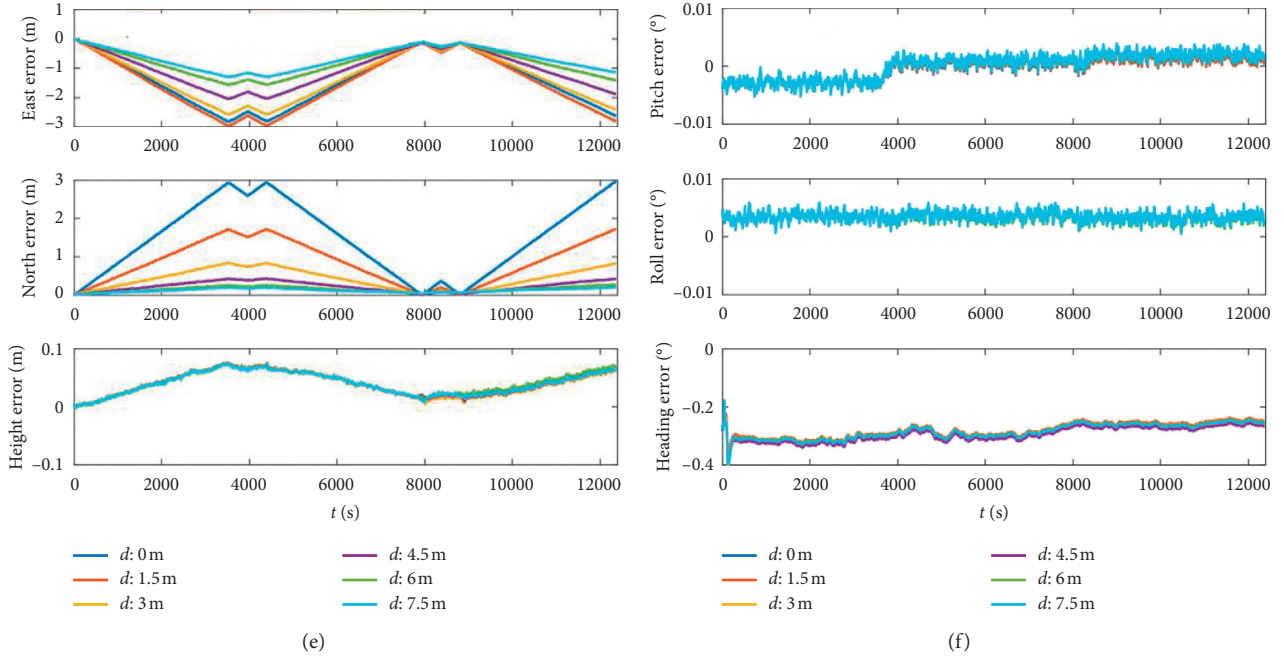 1
0
−1
−2
−3
East error (m)
0 2000 4000 6000 8000 10000 12000
3
2
1
0
North error (m)
0 2000 4000 6000 8000 10000 12000
0.1
0
−0.1
Height error (m)
0 2000 4000 6000 8000 10000 12000
t (s)
d: 0 m
d: 1.5 m
d: 3 m
d: 4.5 m
d: 6 m
d: 7.5 m
(e)
0.01
0
−0.01
Pitch error (°)
0 2000 4000 6000 8000 10000 12000
0.01
0
−0.01
Roll error (°)
0 2000 4000 6000 8000 10000 12000
0
−0.2
−0.4
Heading error (°)
0 2000 4000 6000 8000 10000 12000
t (s)
d: 0 m
d: 1.5 m
d: 3 m
d: 4.5 m
d: 6 m
d: 7.5 m
(f)